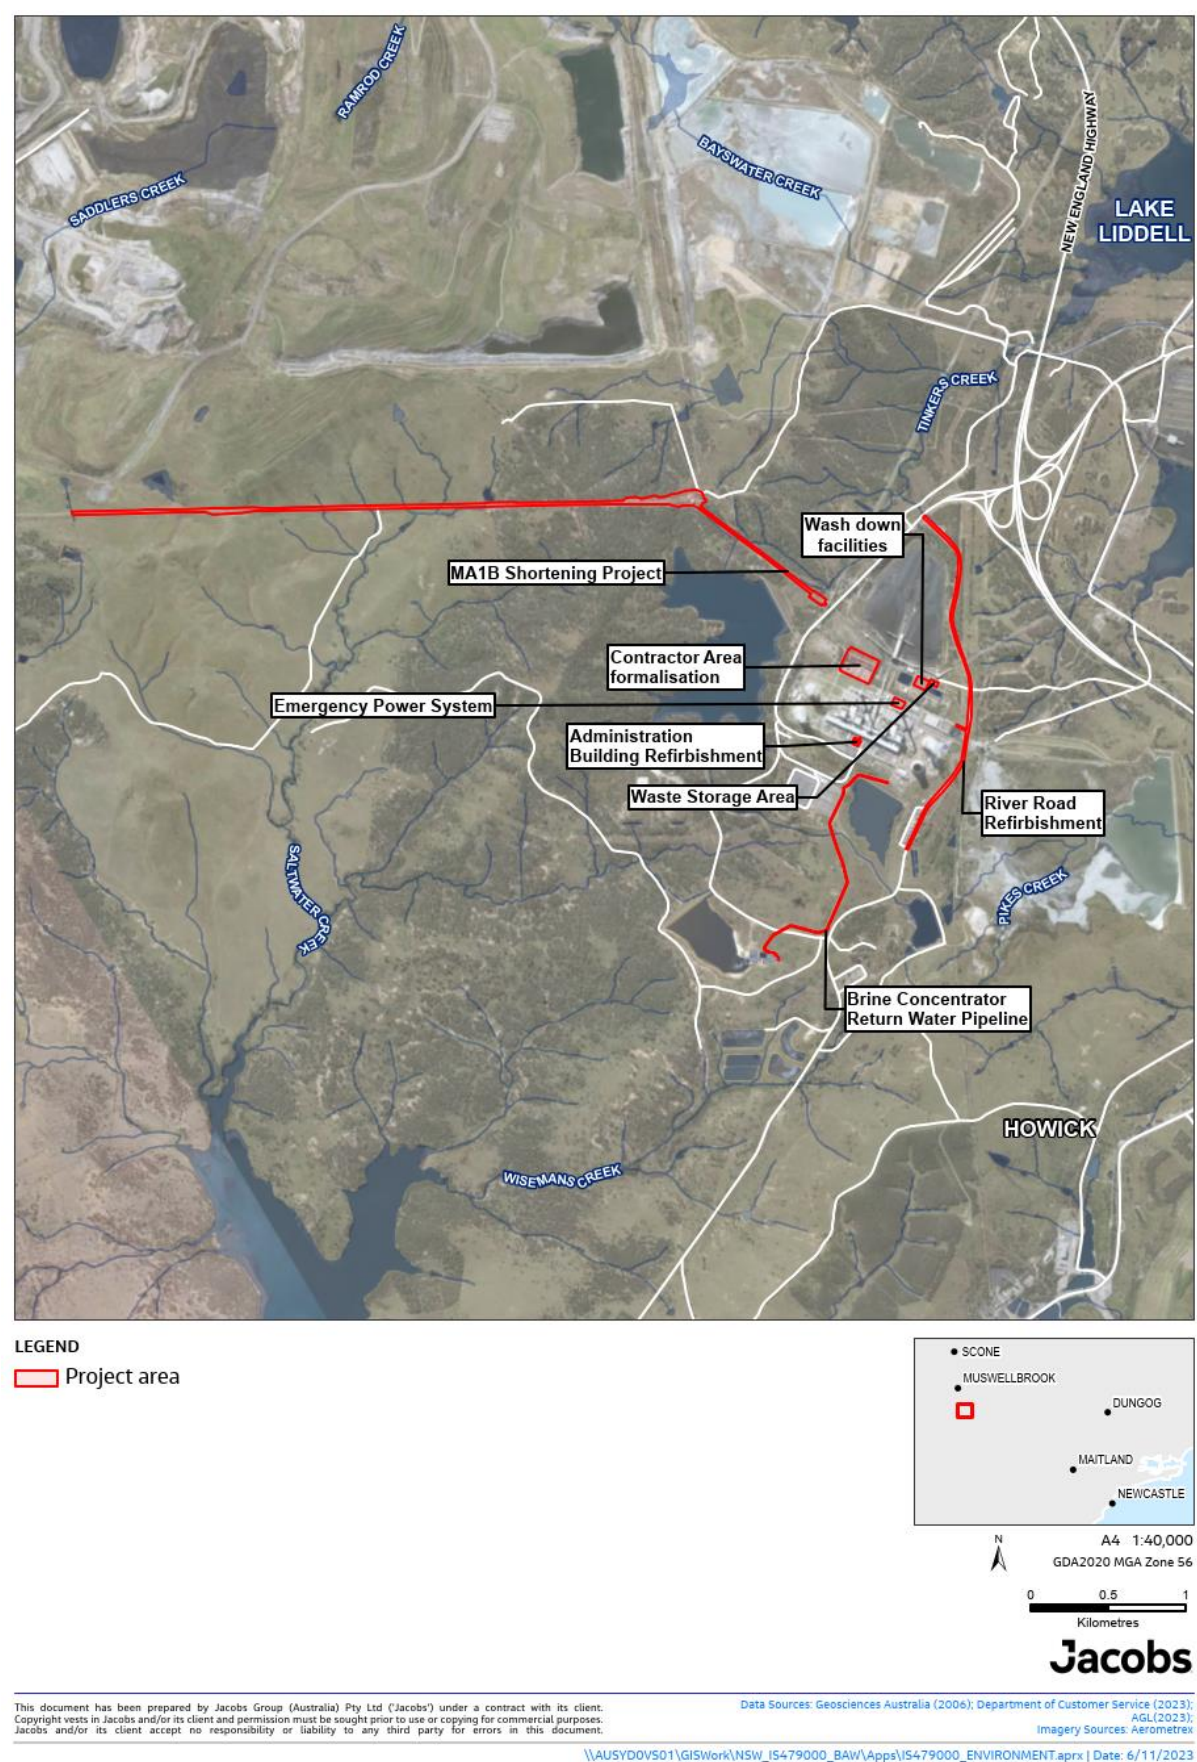 RAMROD CREEK
SADDLERS CREEK
BAYSWATER CREEK
NEW ENGLAND HIGHWAY
LAKE
LIDDELL
TINKERS CREEK
Wash down
facilities
MA1B Shortening Project
Contractor Area
formalisation
Emergency Power System
Administration
Building Refirbishment
Waste Storage Area
River Road
Refirbishment
SALTWATER CREEK
PIKES CREEK
Brine Concentrator
Return Water Pipeline
HOWICK
WISEMANS CREEK
LEGEND
Project area
SCONE
MUSWELLBROOK
DUNGOG
MAITLAND
NEWCASTLE
N
A4 1:40,000
GDA2020 MGA Zone 56
0 0.5 1
Kilometres
Jacobs
This document has been prepared by Jacobs Group (Australia) Pty Ltd ('Jacobs') under a contract with its client.
Copyright vests in Jacobs and/or its client and permission must be sought prior to use or copying for commercial purposes.
Jacobs and/or its client accept no responsibility or liability to any third party for errors in this document.
Data Sources: Geosciences Australia (2006); Department of Customer Service (2023);
AGL(2023);
Imagery Sources: Aerometrex
\\AUSYD0VS01\GISWork\NSW_IS479000_BAW\Apps\IS479000_ENVIRONMENT.aprx | Date: 6/11/2023